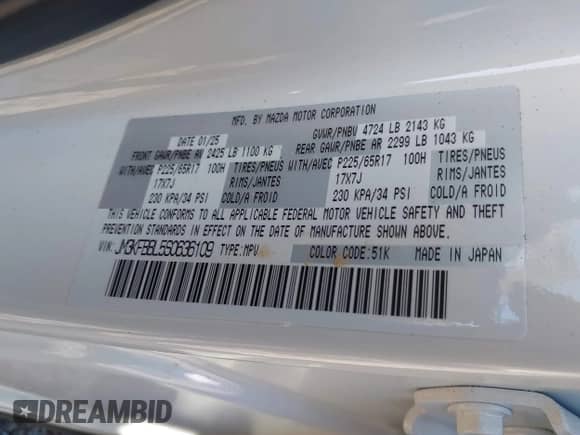 MFD. BY MAZDA MOTOR CORPORATION
DATE 01/25 GVWR/PNBV 4724 LB 2143 KG
FRONT GAWR/PNBE AV 2425 LB 1100 KG REAR GAWR/PNBE AR 2299 LB 1043 KG
WITH/AVEC P225/65R17 100H TIRES/PNEUS WITH/AVEC P225/65R17 100H TIRES/PNEUS
17X7J RIMS/JANTES 17X7J RIMS/JANTES
230 KPA/34 PSI COLD/A FROID 230 KPA/34 PSI COLD/A FROID
THIS VEHICLE CONFORMS TO ALL APPLICABLE FEDERAL MOTOR VEHICLE SAFETY AND THEFT
PREVENTION STANDARDS IN EFFECT ON THE DATE OF MANUFACTURE SHOWN ABOVE.
VIN: JM3KFBBL5S0636109 TYPE:MPV COLOR CODE:51K MADE IN JAPAN
DREAMBID